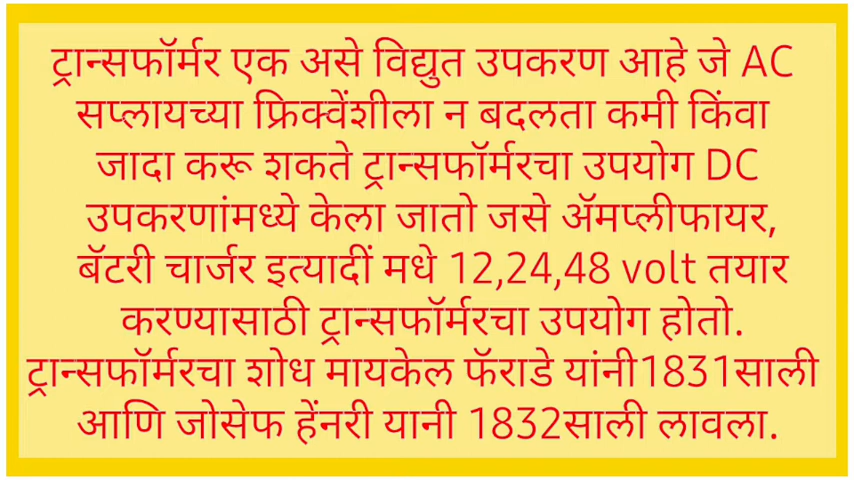 ट्रान्सफॉर्मर एक असे विद्युत उपकरण आहे जे AC
सप्लायच्या फ्रिक्वेंशीला न बदलता कमी किंवा
जादा करू शकते ट्रान्सफॉर्मरचा उपयोग DC
उपकरणांमध्ये केला जातो जसे ॲमप्लीफायर,
बॅटरी चार्जर इत्यादीं मधे 12,24,48 volt तयार
करण्यासाठी ट्रान्सफॉर्मरचा उपयोग होतो.
ट्रान्सफॉर्मरचा शोध मायकेल फॅराडे यांनी1831साली
आणि जोसेफ हेंनरी यानी 1832साली लावला.